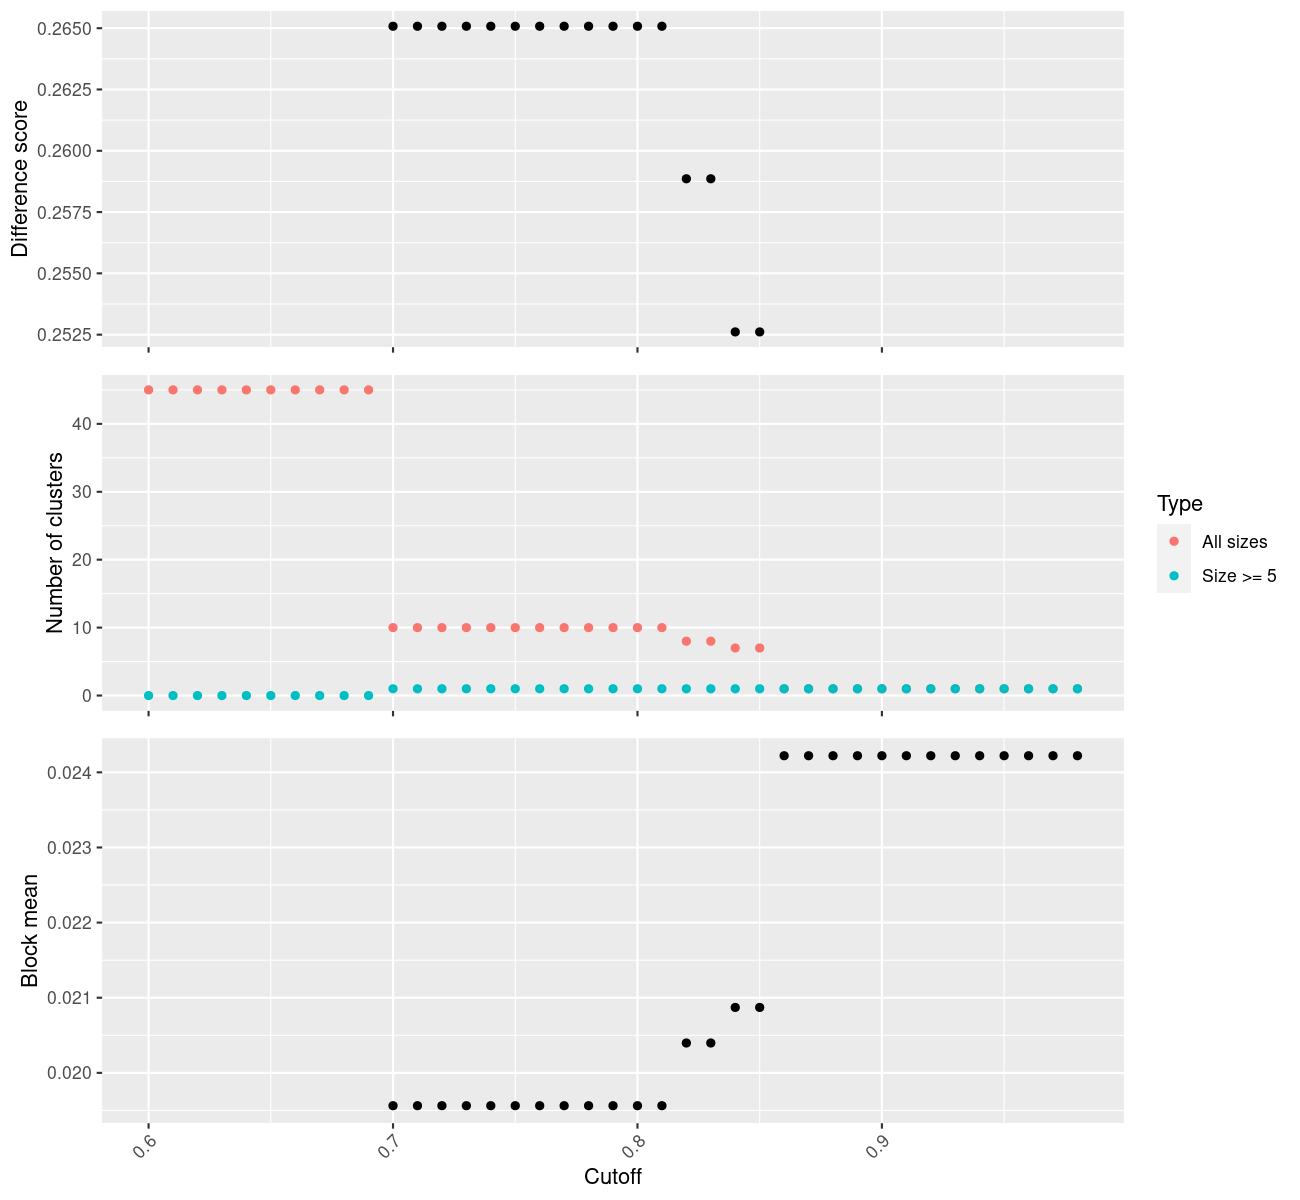 Difference score
0.2650
0.2625
0.2600
0.2575
0.2550
0.2525
Number of clusters
40
30
20
10
0
Type
All sizes
Size >= 5
Block mean
0.024
0.023
0.022
0.021
0.020
0.6
0.7
0.8
0.9
Cutoff